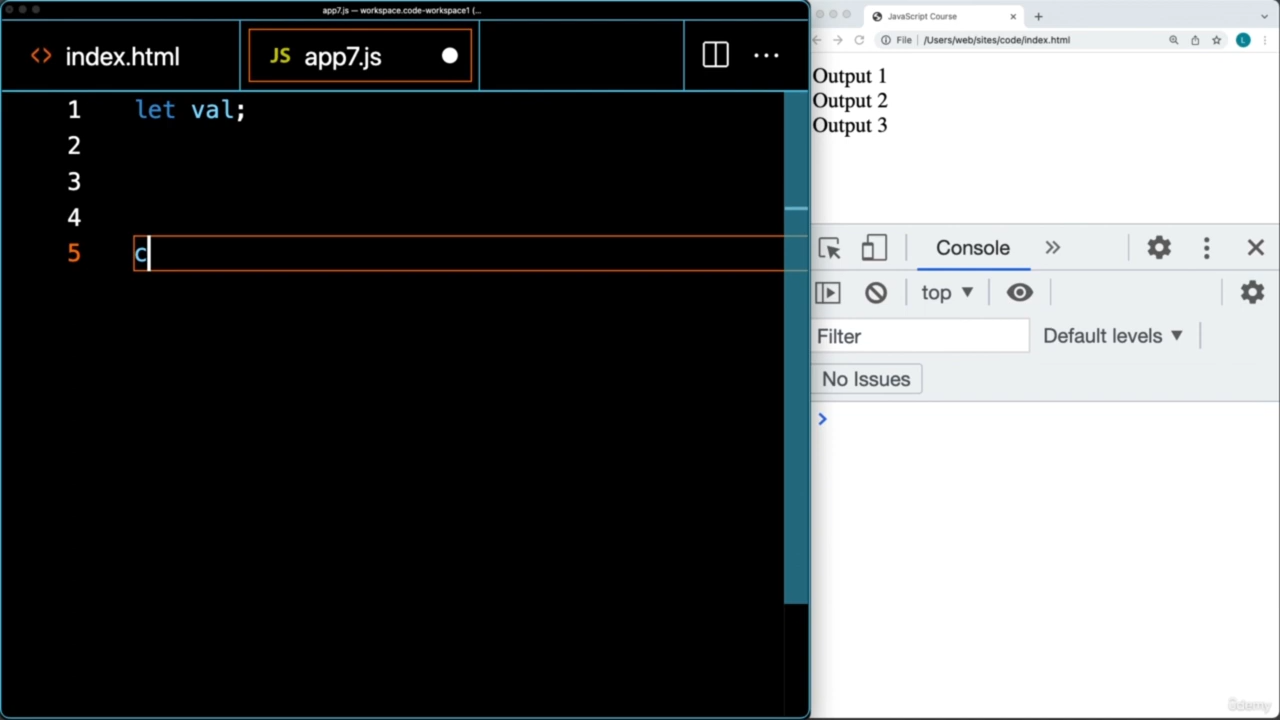 app7.js — workspace.code-workspace1 (...
<> index.html
JS app7.js
...
1 let val;
2
3
4
5 c
JavaScript Course
File
/Users/web/sites/code/index.html
L
Output 1
Output 2
Output 3
Console
top ▼
Filter
Default levels ▼
No Issues
>
ûdemy